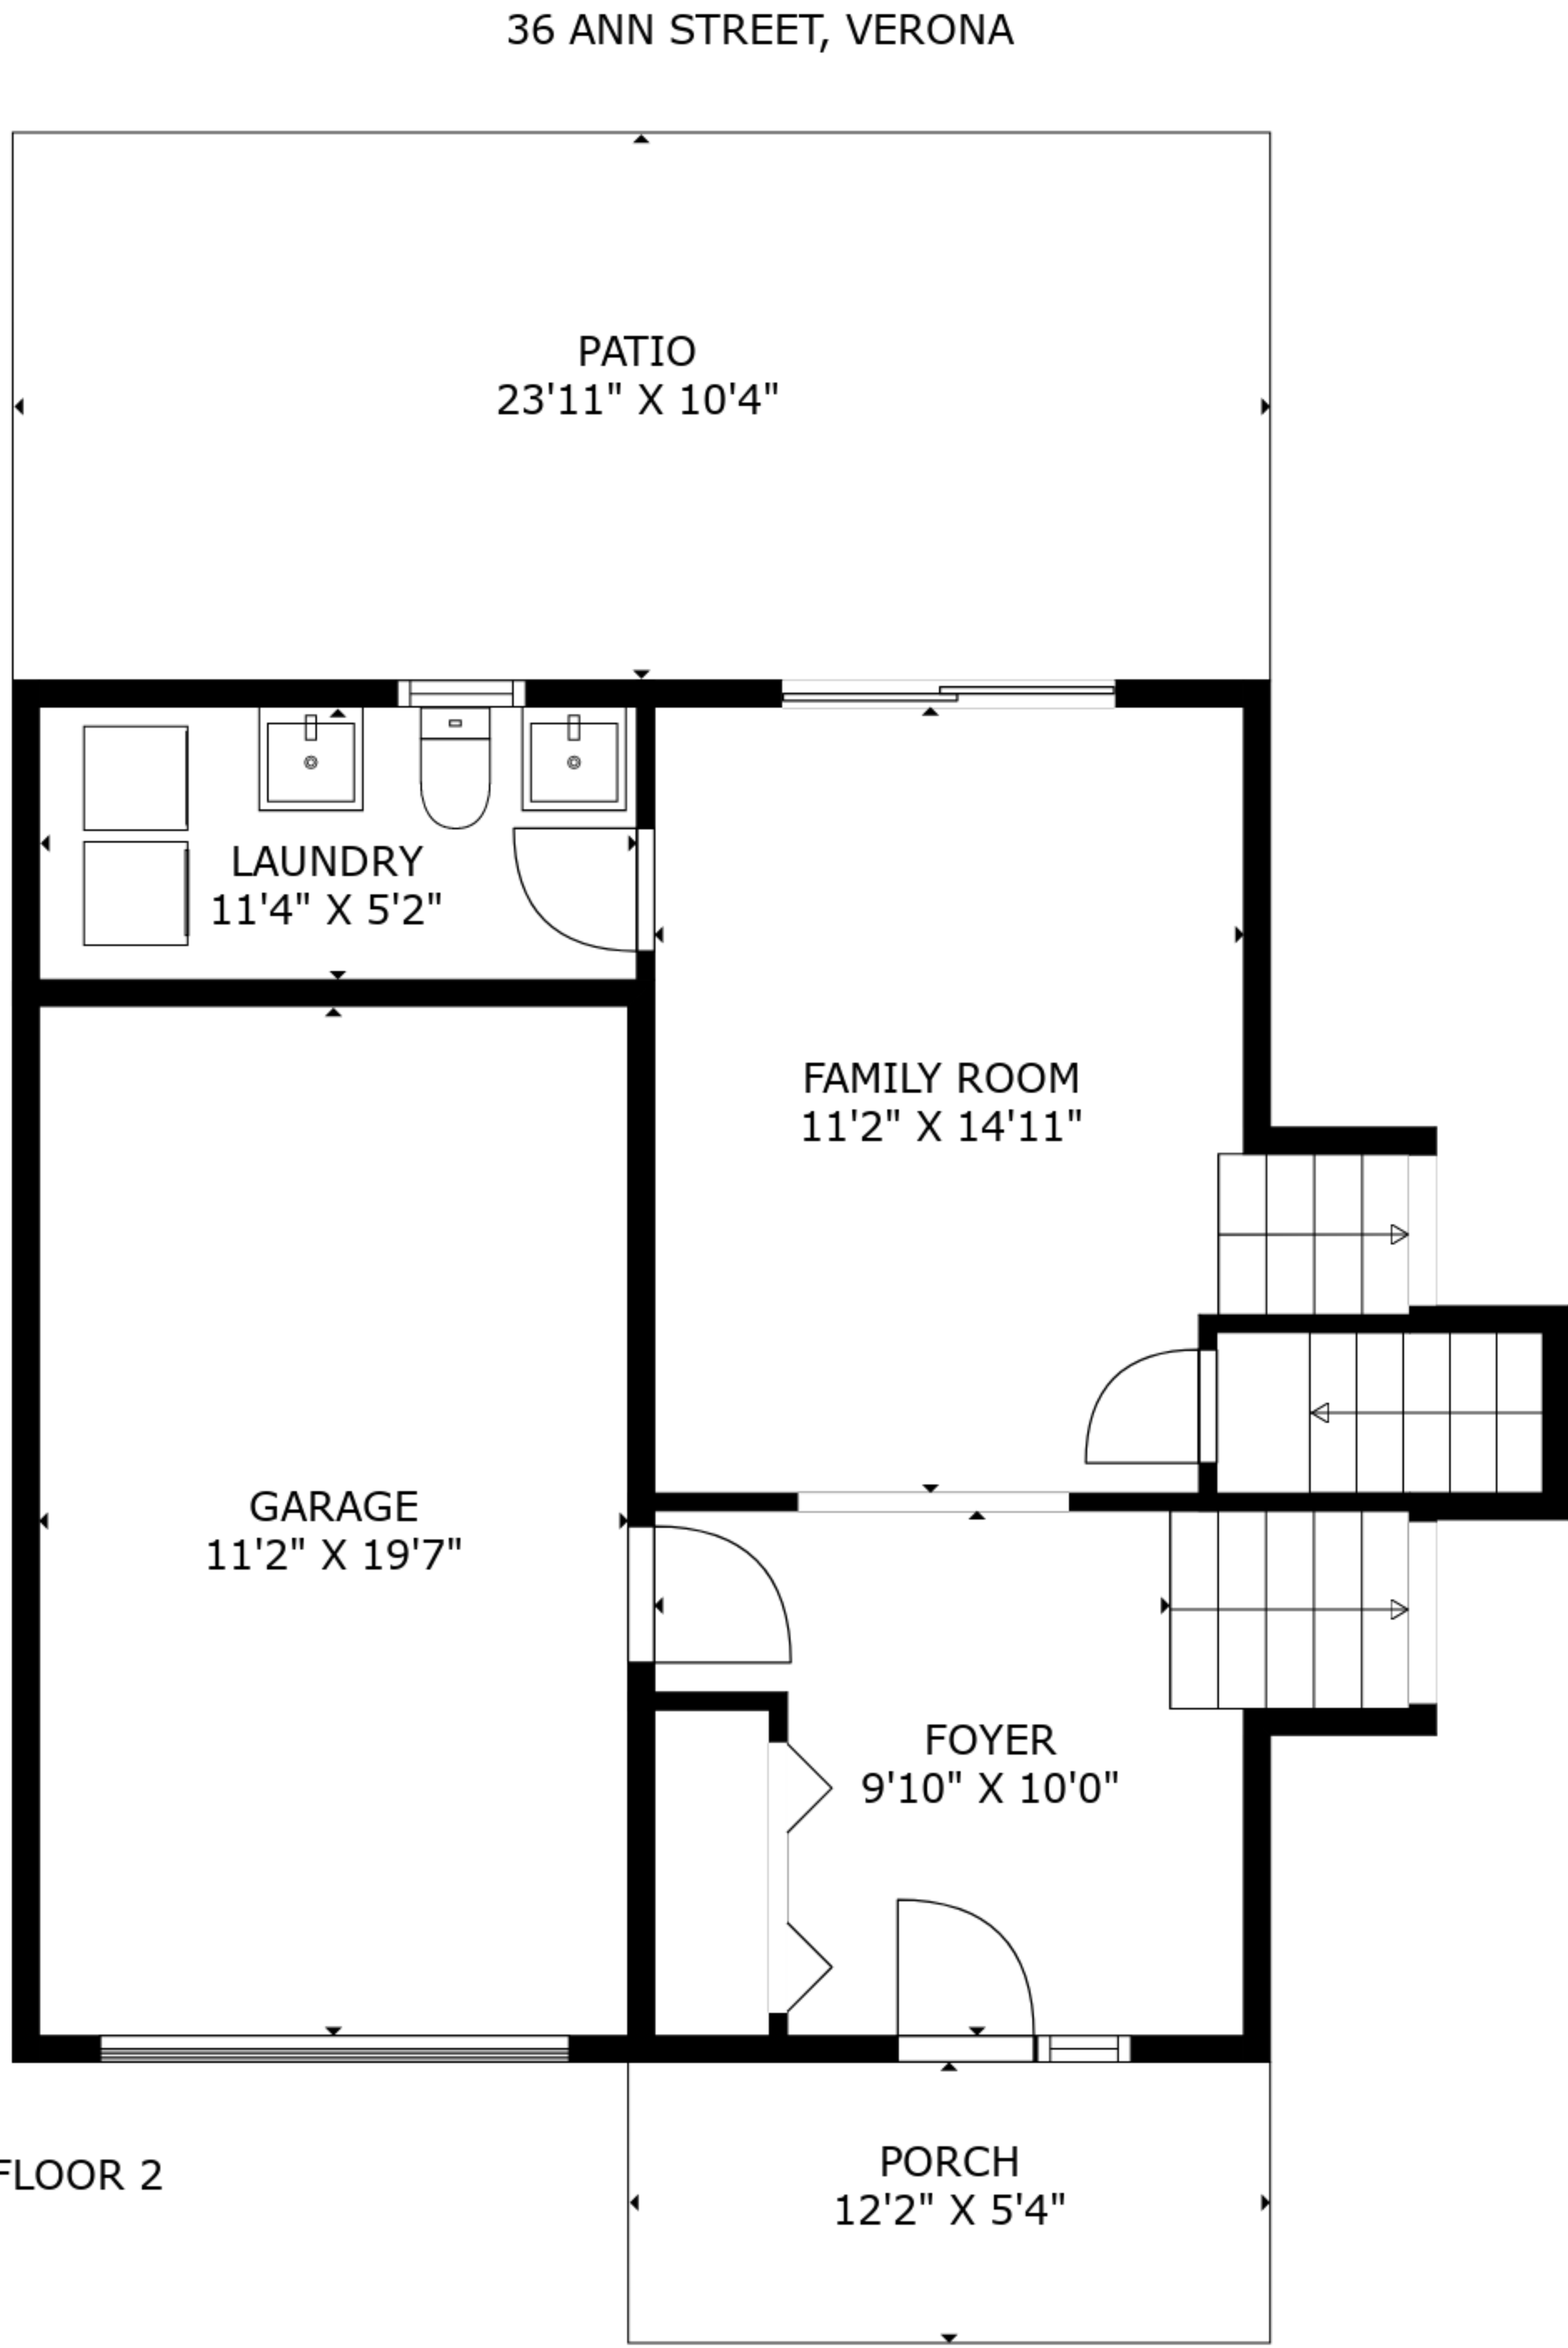 36 ANN STREET, VERONA
PATIO
23'11" X 10'4"
LAUNDRY
11'4" X 5'2"
FAMILY ROOM
11'2" X 14'11"
GARAGE
11'2" X 19'7"
FOYER
9'10" X 10'0"
PORCH
12'2" X 5'4"
FLOOR 2